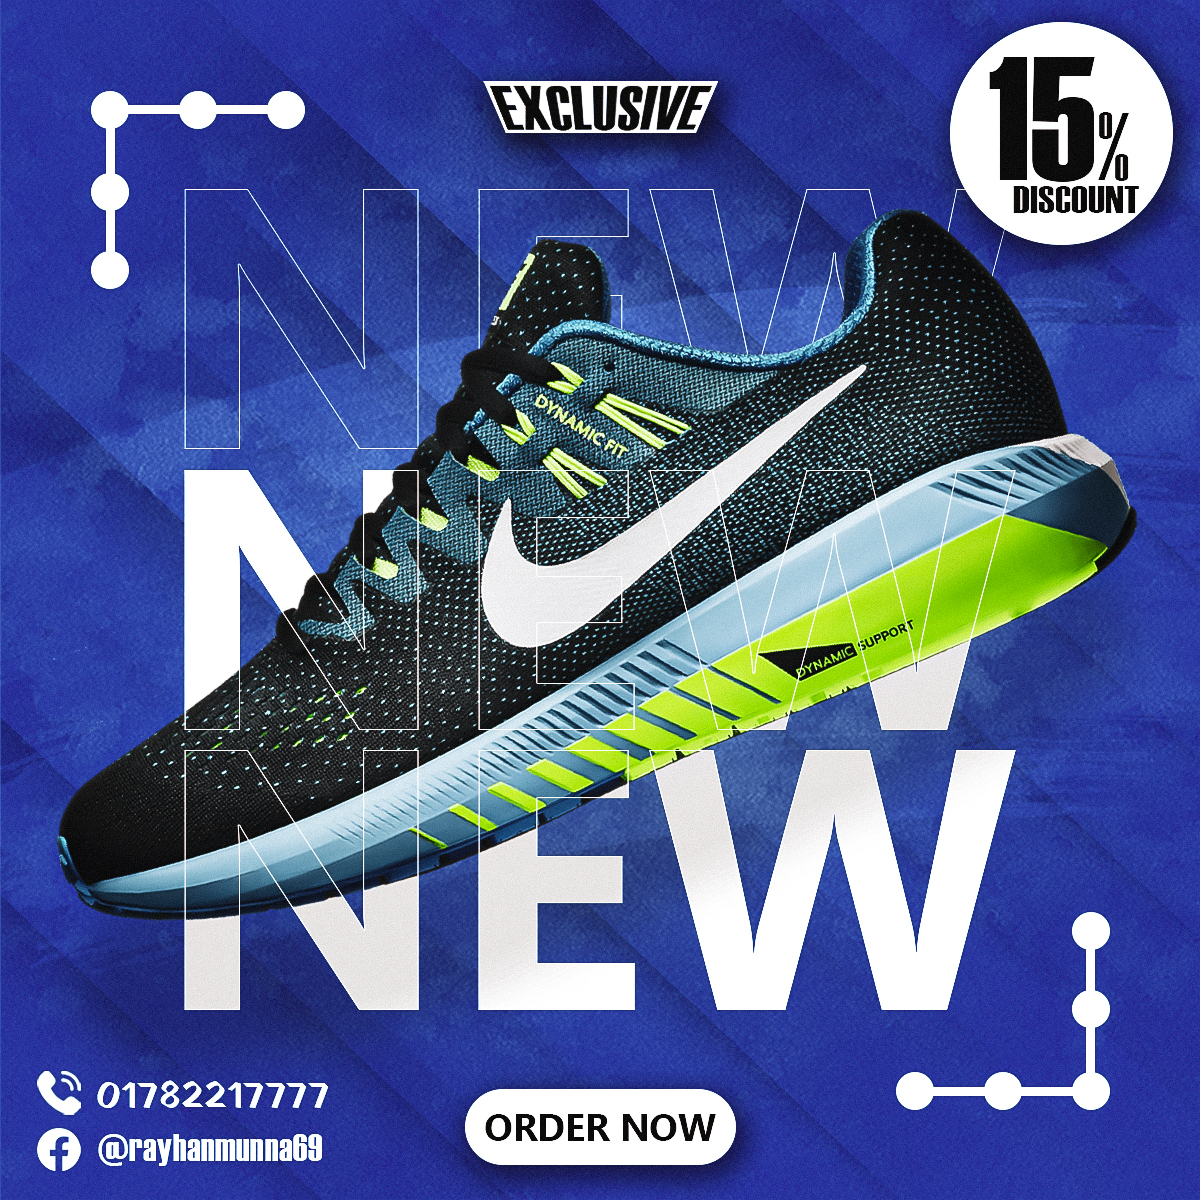 EXCLUSIVE
15%
DISCOUNT
NEW
DYNAMIC FIT
NEW
DYNAMIC SUPPORT
NEW
01782217777
@rayhanmunna69
ORDER NOW